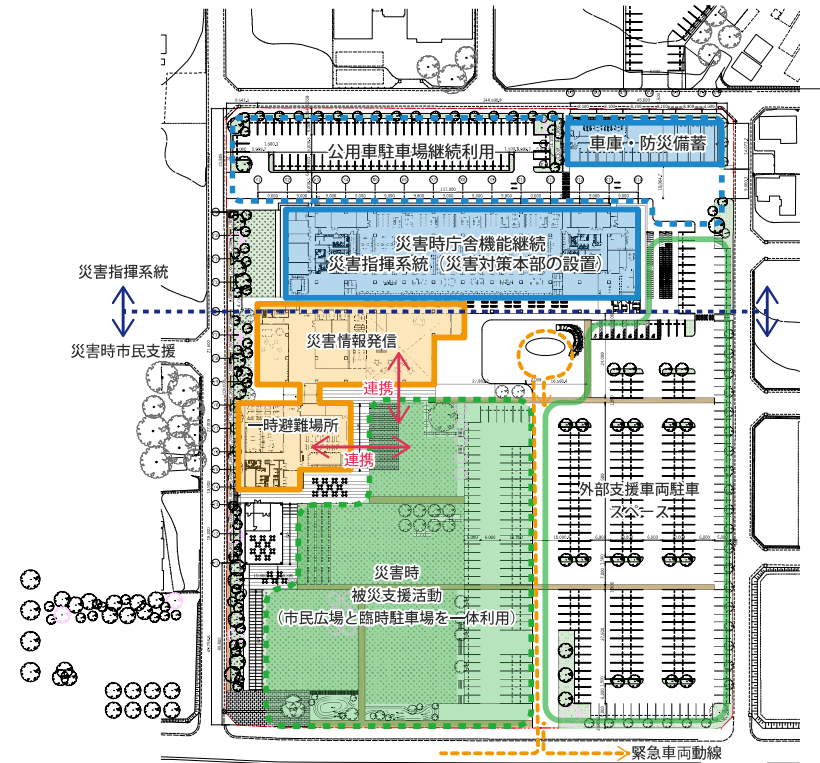 公用車駐車場継続利用
車庫・防災備蓄
災害時庁舎機能継続
災害指揮系統（災害対策本部の設置）
災害指揮系統
災害時市民支援
災害情報発信
連携
一時避難場所
連携
外部支援車両駐車
スペース
災害時
被災支援活動
（市民広場と臨時駐車場を一体利用）
緊急車両動線